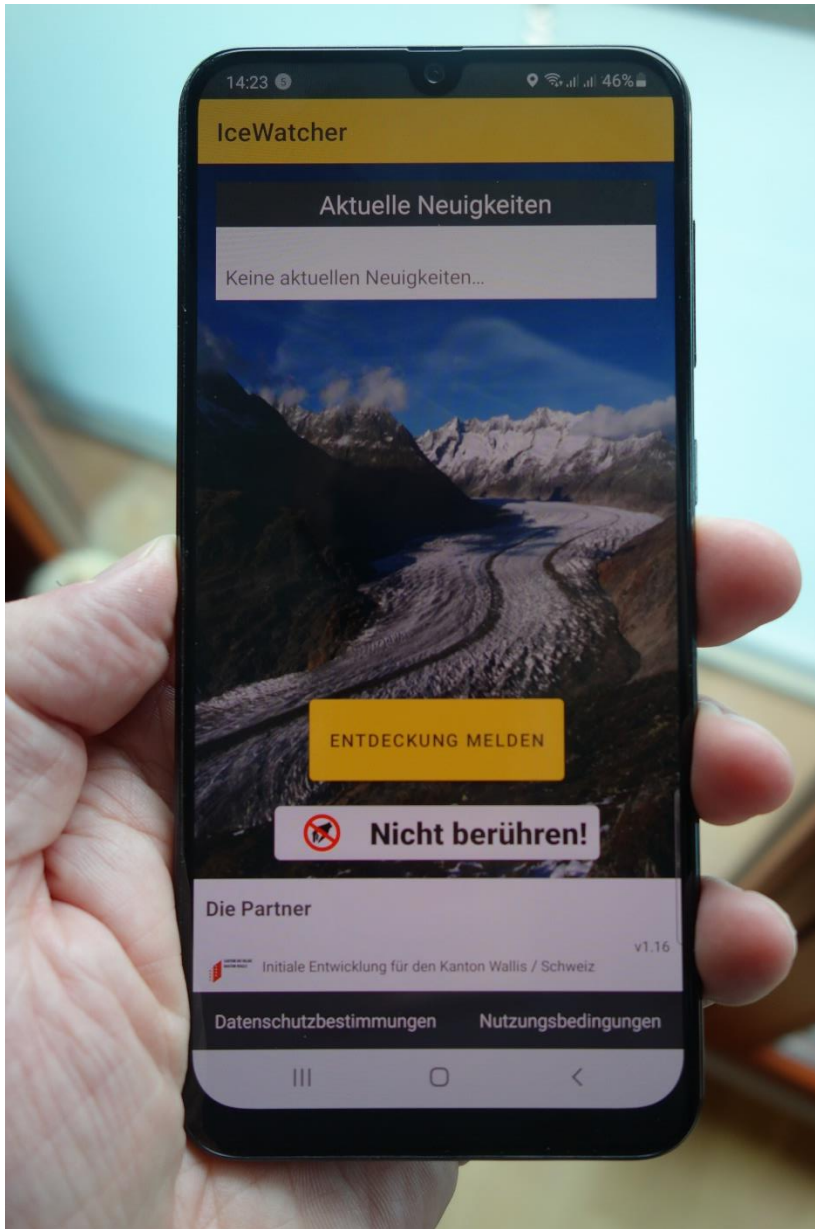 14:23 5 46%
IceWatcher
Aktuelle Neuigkeiten
Keine aktuellen Neuigkeiten...
ENTDECKUNG MELDEN
Nicht berühren!
Die Partner
v1.16
Initiale Entwicklung für den Kanton Wallis / Schweiz
Datenschutzbestimmungen Nutzungsbedingungen